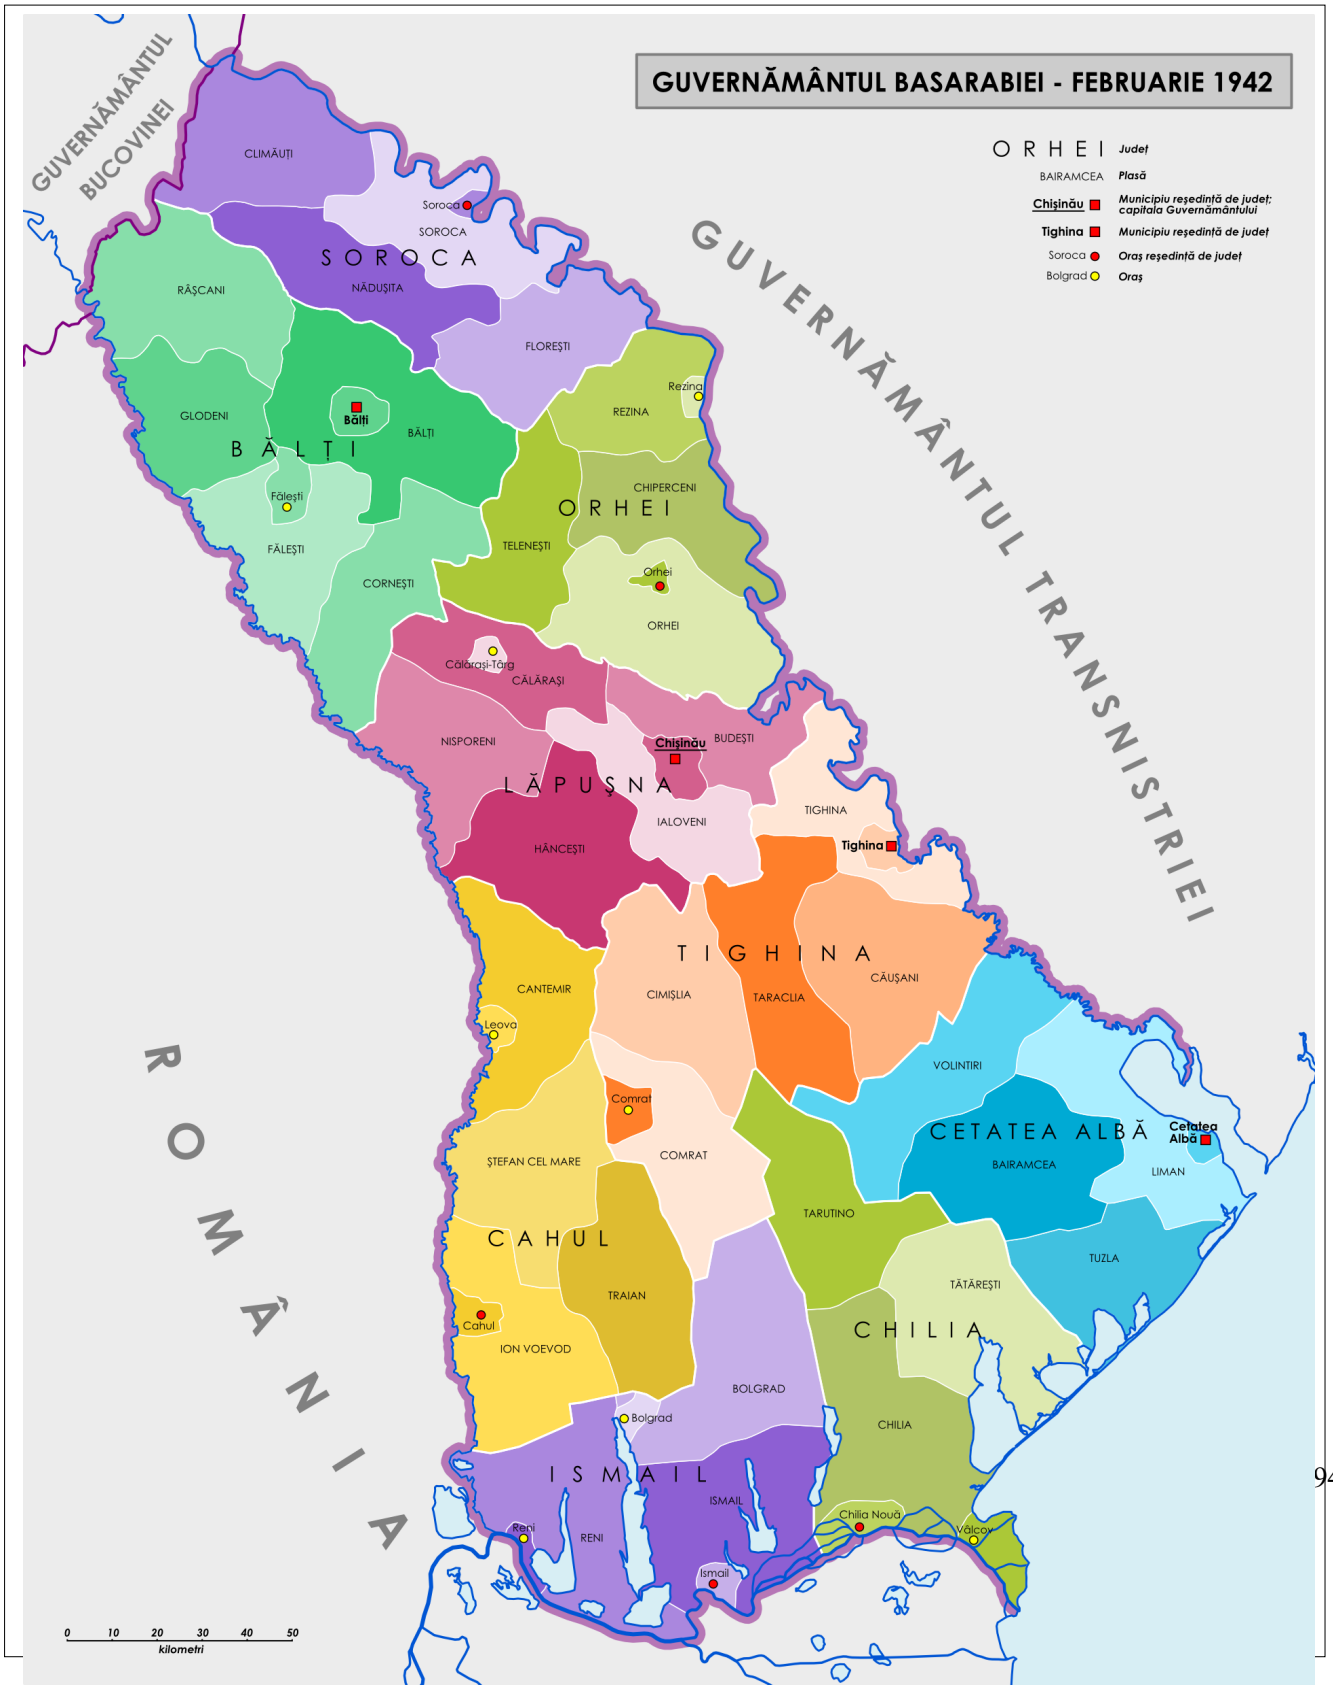 GUVERNĂMÂNTUL BASARABIEI - FEBRUARIE 1942
ORHEI Județ
BAIRAMCEA Plasă
Chișinău Municipiu reședință de județ;
capitala Guvernământului
Tighina Municipiu reședință de județ
Soroca Oraș reședință de județ
Bolgrad Oraș
GUVERNĂMÂNTUL
BUCOVINEI
GUVERNĂMÂNTUL TRANSNISTRIEI
ROMÂNIA
CLIMĂUȚI
Soroca
SOROCA
SOROCA
NĂDUȘITA
RÂȘCANI
FLOREȘTI
GLODENI
Bălți
BĂLȚI
BĂLȚI
Rezina
REZINA
Fălești
FĂLEȘTI
CHIPERCENI
ORHEI
TELENEȘTI
CORNEȘTI
Orhei
ORHEI
Călărași-Târg
CĂLĂRAȘI
NISPORENI
Chișinău
BUDEȘTI
LĂPUȘNA
IALOVENI
HÂNCEȘTI
TIGHINA
Tighina
TIGHINA
CĂUȘANI
CANTEMIR
CIMIȘLIA
TARACLIA
Leova
VOLINTIRI
Comrat
CETATEA ALBĂ
Cetatea
Albă
COMRAT
ȘTEFAN CEL MARE
BAIRAMCEA
LIMAN
TARUTINO
CAHUL
TUZLA
TĂTĂREȘTI
TRAIAN
Cahul
CHILIA
ION VOEVOD
BOLGRAD
Bolgrad
CHILIA
ISMAIL
ISMAIL
Chilia Nouă
Vâlcov
Reni
RENI
Ismail
94
0 10 20 30 40 50
kilometri